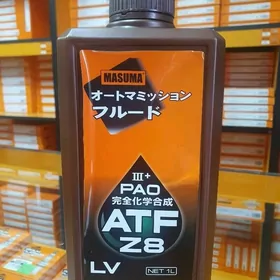 MASUMA
オートマミッション
フルード
III+
PAO
完全化学合成
ATF
Z8
LV
NET 1L